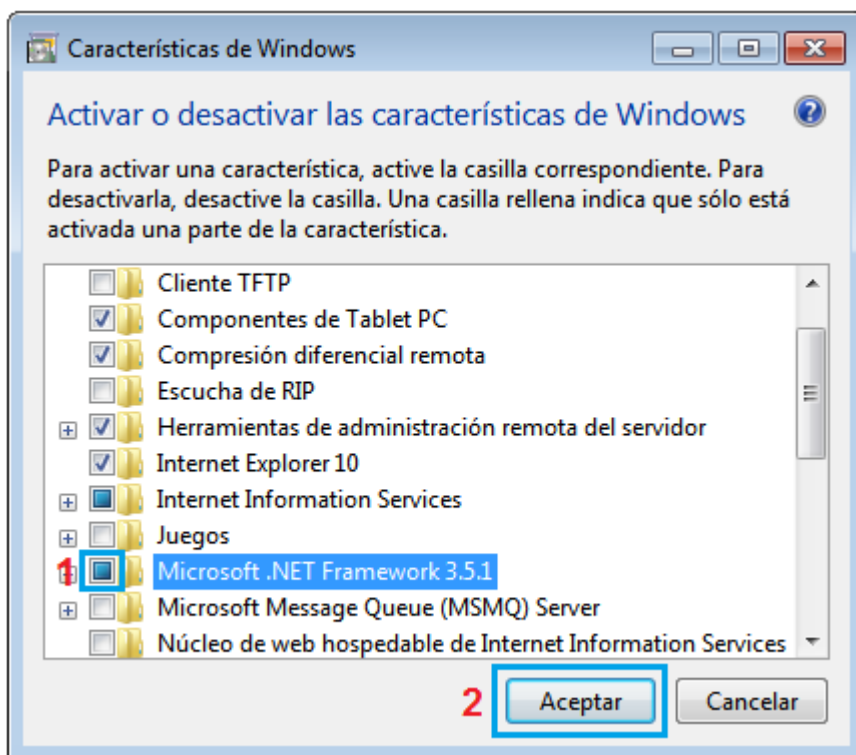 Características de Windows
Activar o desactivar las características de Windows
Para activar una característica, active la casilla correspondiente. Para
desactivarla, desactive la casilla. Una casilla rellena indica que sólo está
activada una parte de la característica.
Cliente TFTP
Componentes de Tablet PC
Compresión diferencial remota
Escucha de RIP
Herramientas de administración remota del servidor
Internet Explorer 10
Internet Information Services
Juegos
1 Microsoft .NET Framework 3.5.1
Microsoft Message Queue (MSMQ) Server
Núcleo de web hospedable de Internet Information Services
2 Aceptar Cancelar